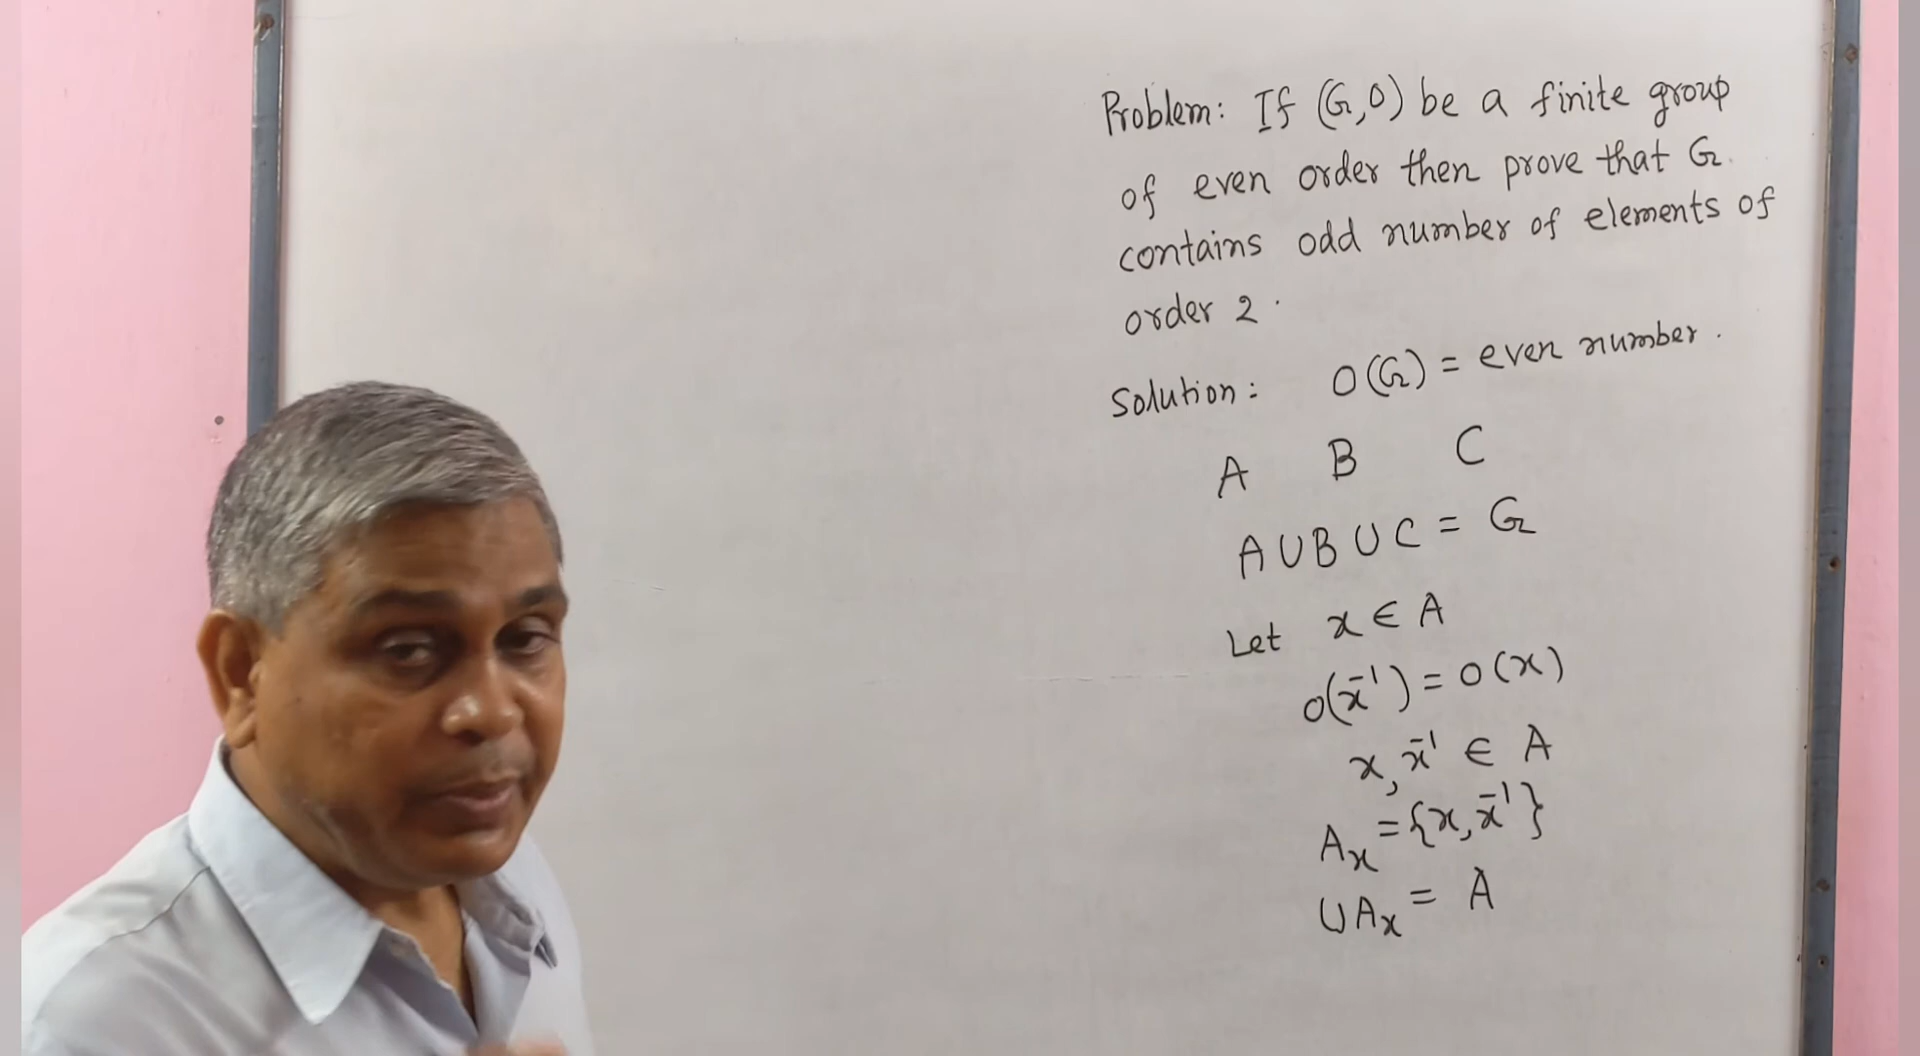 Problem: If (G,o) be a finite group
of even order then prove that G
contains odd number of elements of
order 2.
Solution: O(G) = even number.
A B C
A ∪ B ∪ C = G
Let x ∈ A
o(x⁻¹) = o(x)
x, x⁻¹ ∈ A
Aₓ = {x, x⁻¹}
∪Aₓ = A